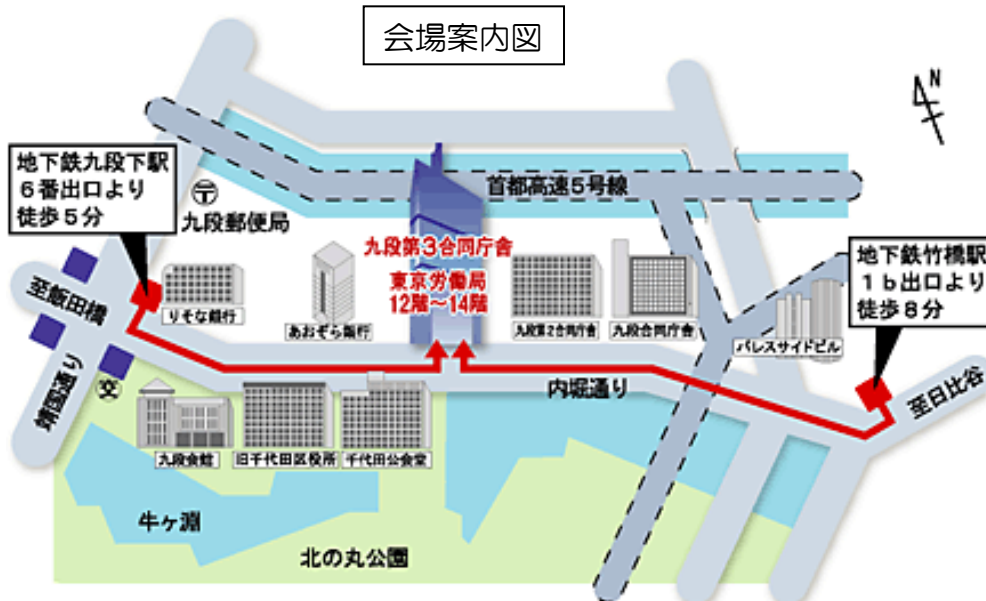 会場案内図
N
地下鉄九段下駅
6番出口より
徒歩5分
〒
九段郵便局
首都高速5号線
九段第3合同庁舎
東京労働局
12階～14階
地下鉄竹橋駅
1b出口より
徒歩8分
至飯田橋
りそな銀行
あおぞら銀行
九段第2合同庁舎
九段合同庁舎
パレスサイドビル
靖国通り
交
内堀通り
至日比谷
九段会館
旧千代田区役所
千代田公会堂
牛ヶ淵
北の丸公園